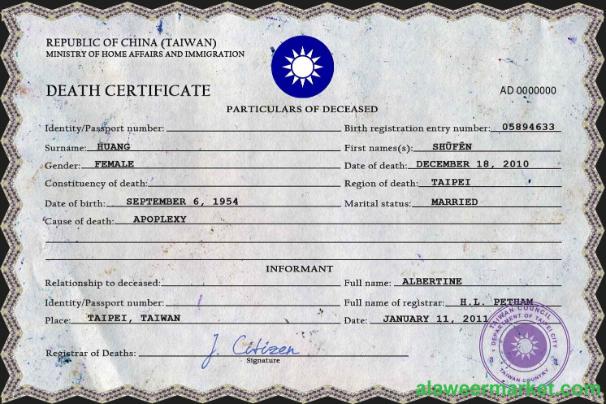 REPUBLIC OF CHINA (TAIWAN)
MINISTRY OF HOME AFFAIRS AND IMMIGRATION
DEATH CERTIFICATE
AD 0000000
PARTICULARS OF DECEASED
Identity/Passport number:
Birth registration entry number: 05894633
Surname: HUANG
First names(s): SHŪFĒN
Gender: FEMALE
Date of death: DECEMBER 18, 2010
Constituency of death:
Region of death: TAIPEI
Date of birth: SEPTEMBER 6, 1954
Marital status: MARRIED
Cause of death: APOPLEXY
INFORMANT
Relationship to deceased:
Full name: ALBERTINE
Identity/Passport number:
Full name of registrar: H.L. PETHAM
Place: TAIPEI, TAIWAN
Date: JANUARY 11, 2011
Registrar of Deaths: J. Citizen
Signature
TAIWAN COUNCIL
DEPARTMENT OF TAIPEI CITY
TAIWAN COUNTRY
alaweermarket.com